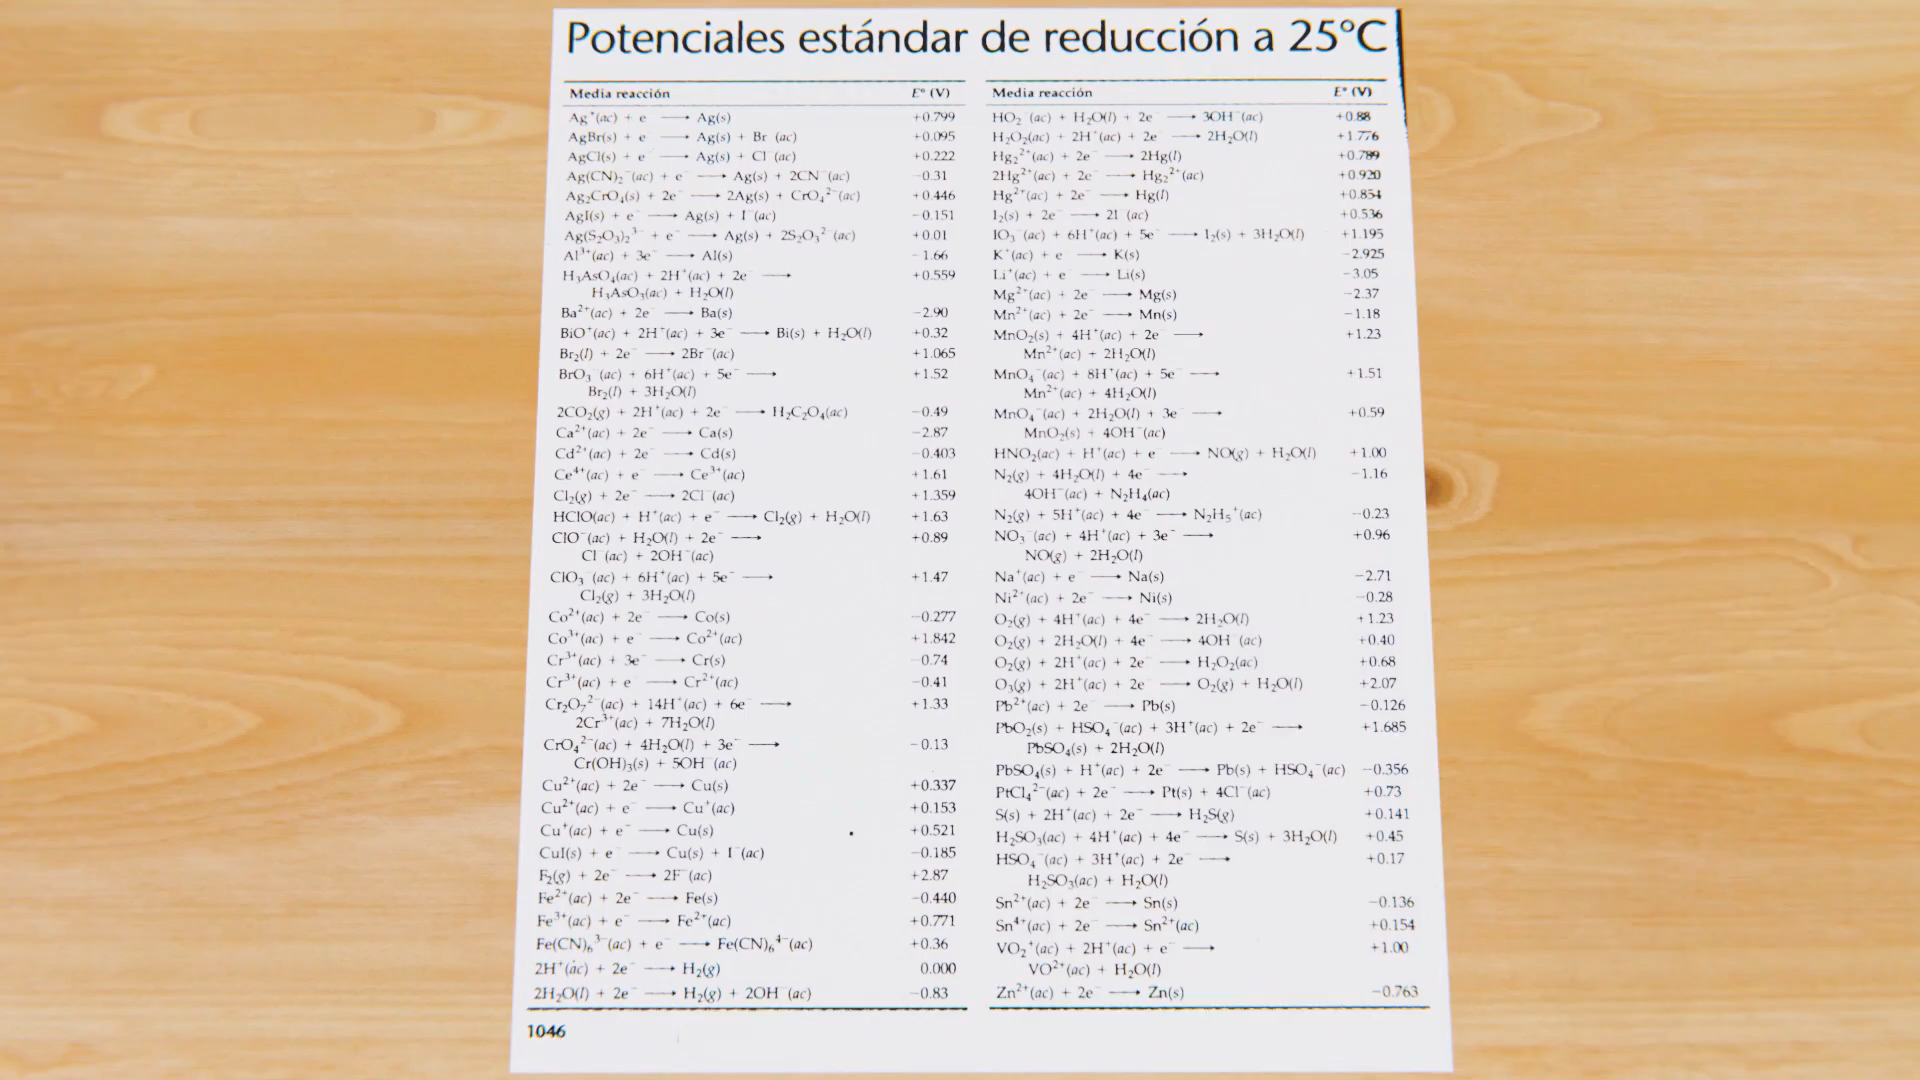 Potenciales estándar de reducción a 25°C
Media reacción E° (V)
Ag⁺(ac) + e ⟶ Ag(s) +0.799
AgBr(s) + e ⟶ Ag(s) + Br (ac) +0.095
AgCl(s) + e⁻ ⟶ Ag(s) + Cl (ac) +0.222
Ag(CN)₂⁻(ac) + e⁻ ⟶ Ag(s) + 2CN⁻(ac) −0.31
Ag₂CrO₄(s) + 2e⁻ ⟶ 2Ag(s) + CrO₄²⁻(ac) +0.446
AgI(s) + e⁻ ⟶ Ag(s) + I⁻(ac) −0.151
Ag(S₂O₃)₂³⁻ + e⁻ ⟶ Ag(s) + 2S₂O₃²⁻(ac) +0.01
Al³⁺(ac) + 3e⁻ ⟶ Al(s) −1.66
H₃AsO₄(ac) + 2H⁺(ac) + 2e⁻ ⟶ +0.559
H₃AsO₃(ac) + H₂O(l)
Ba²⁺(ac) + 2e⁻ ⟶ Ba(s) −2.90
BiO⁺(ac) + 2H⁺(ac) + 3e⁻ ⟶ Bi(s) + H₂O(l) +0.32
Br₂(l) + 2e⁻ ⟶ 2Br⁻(ac) +1.065
BrO₃⁻(ac) + 6H⁺(ac) + 5e⁻ ⟶ +1.52
Br₂(l) + 3H₂O(l)
2CO₂(g) + 2H⁺(ac) + 2e⁻ ⟶ H₂C₂O₄(ac) −0.49
Ca²⁺(ac) + 2e⁻ ⟶ Ca(s) −2.87
Cd²⁺(ac) + 2e⁻ ⟶ Cd(s) −0.403
Ce⁴⁺(ac) + e⁻ ⟶ Ce³⁺(ac) +1.61
Cl₂(g) + 2e⁻ ⟶ 2Cl⁻(ac) +1.359
HClO(ac) + H⁺(ac) + e⁻ ⟶ Cl₂(g) + H₂O(l) +1.63
ClO⁻(ac) + H₂O(l) + 2e⁻ ⟶ +0.89
Cl⁻(ac) + 2OH⁻(ac)
ClO₃⁻(ac) + 6H⁺(ac) + 5e⁻ ⟶ +1.47
Cl₂(g) + 3H₂O(l)
Co²⁺(ac) + 2e⁻ ⟶ Co(s) −0.277
Co³⁺(ac) + e⁻ ⟶ Co²⁺(ac) +1.842
Cr³⁺(ac) + 3e⁻ ⟶ Cr(s) −0.74
Cr³⁺(ac) + e⁻ ⟶ Cr²⁺(ac) −0.41
Cr₂O₇²⁻(ac) + 14H⁺(ac) + 6e⁻ ⟶ +1.33
2Cr³⁺(ac) + 7H₂O(l)
CrO₄²⁻(ac) + 4H₂O(l) + 3e⁻ ⟶ −0.13
Cr(OH)₃(s) + 5OH⁻(ac)
Cu²⁺(ac) + 2e⁻ ⟶ Cu(s) +0.337
Cu²⁺(ac) + e⁻ ⟶ Cu⁺(ac) +0.153
Cu⁺(ac) + e⁻ ⟶ Cu(s) +0.521
CuI(s) + e⁻ ⟶ Cu(s) + I⁻(ac) −0.185
F₂(g) + 2e⁻ ⟶ 2F⁻(ac) +2.87
Fe²⁺(ac) + 2e⁻ ⟶ Fe(s) −0.440
Fe³⁺(ac) + e⁻ ⟶ Fe²⁺(ac) +0.771
Fe(CN)₆³⁻(ac) + e⁻ ⟶ Fe(CN)₆⁴⁻(ac) +0.36
2H⁺(ac) + 2e⁻ ⟶ H₂(g) 0.000
2H₂O(l) + 2e⁻ ⟶ H₂(g) + 2OH⁻(ac) −0.83
1046
Media reacción E° (V)
HO₂⁻(ac) + H₂O(l) + 2e⁻ ⟶ 3OH⁻(ac) +0.88
H₂O₂(ac) + 2H⁺(ac) + 2e⁻ ⟶ 2H₂O(l) +1.776
Hg₂²⁺(ac) + 2e⁻ ⟶ 2Hg(l) +0.789
2Hg²⁺(ac) + 2e⁻ ⟶ Hg₂²⁺(ac) +0.920
Hg²⁺(ac) + 2e⁻ ⟶ Hg(l) +0.854
I₂(s) + 2e⁻ ⟶ 2I⁻(ac) +0.536
IO₃⁻(ac) + 6H⁺(ac) + 5e⁻ ⟶ I₂(s) + 3H₂O(l) +1.195
K⁺(ac) + e⁻ ⟶ K(s) −2.925
Li⁺(ac) + e⁻ ⟶ Li(s) −3.05
Mg²⁺(ac) + 2e⁻ ⟶ Mg(s) −2.37
Mn²⁺(ac) + 2e⁻ ⟶ Mn(s) −1.18
MnO₂(s) + 4H⁺(ac) + 2e⁻ ⟶ +1.23
Mn²⁺(ac) + 2H₂O(l)
MnO₄⁻(ac) + 8H⁺(ac) + 5e⁻ ⟶ +1.51
Mn²⁺(ac) + 4H₂O(l)
MnO₄⁻(ac) + 2H₂O(l) + 3e⁻ ⟶ +0.59
MnO₂(s) + 4OH⁻(ac)
HNO₂(ac) + H⁺(ac) + e⁻ ⟶ NO(g) + H₂O(l) +1.00
N₂(g) + 4H₂O(l) + 4e⁻ ⟶ −1.16
4OH⁻(ac) + N₂H₄(ac)
N₂(g) + 5H⁺(ac) + 4e⁻ ⟶ N₂H₅⁺(ac) −0.23
NO₃⁻(ac) + 4H⁺(ac) + 3e⁻ ⟶ +0.96
NO(g) + 2H₂O(l)
Na⁺(ac) + e⁻ ⟶ Na(s) −2.71
Ni²⁺(ac) + 2e⁻ ⟶ Ni(s) −0.28
O₂(g) + 4H⁺(ac) + 4e⁻ ⟶ 2H₂O(l) +1.23
O₂(g) + 2H₂O(l) + 4e⁻ ⟶ 4OH⁻(ac) +0.40
O₂(g) + 2H⁺(ac) + 2e⁻ ⟶ H₂O₂(ac) +0.68
O₃(g) + 2H⁺(ac) + 2e⁻ ⟶ O₂(g) + H₂O(l) +2.07
Pb²⁺(ac) + 2e⁻ ⟶ Pb(s) −0.126
PbO₂(s) + HSO₄⁻(ac) + 3H⁺(ac) + 2e⁻ ⟶ +1.685
PbSO₄(s) + 2H₂O(l)
PbSO₄(s) + H⁺(ac) + 2e⁻ ⟶ Pb(s) + HSO₄⁻(ac) −0.356
PtCl₄²⁻(ac) + 2e⁻ ⟶ Pt(s) + 4Cl⁻(ac) +0.73
S(s) + 2H⁺(ac) + 2e⁻ ⟶ H₂S(g) +0.141
H₂SO₃(ac) + 4H⁺(ac) + 4e⁻ ⟶ S(s) + 3H₂O(l) +0.45
HSO₄⁻(ac) + 3H⁺(ac) + 2e⁻ ⟶ +0.17
H₂SO₃(ac) + H₂O(l)
Sn²⁺(ac) + 2e⁻ ⟶ Sn(s) −0.136
Sn⁴⁺(ac) + 2e⁻ ⟶ Sn²⁺(ac) +0.154
VO₂⁺(ac) + 2H⁺(ac) + e⁻ ⟶ +1.00
VO²⁺(ac) + H₂O(l)
Zn²⁺(ac) + 2e⁻ ⟶ Zn(s) −0.763